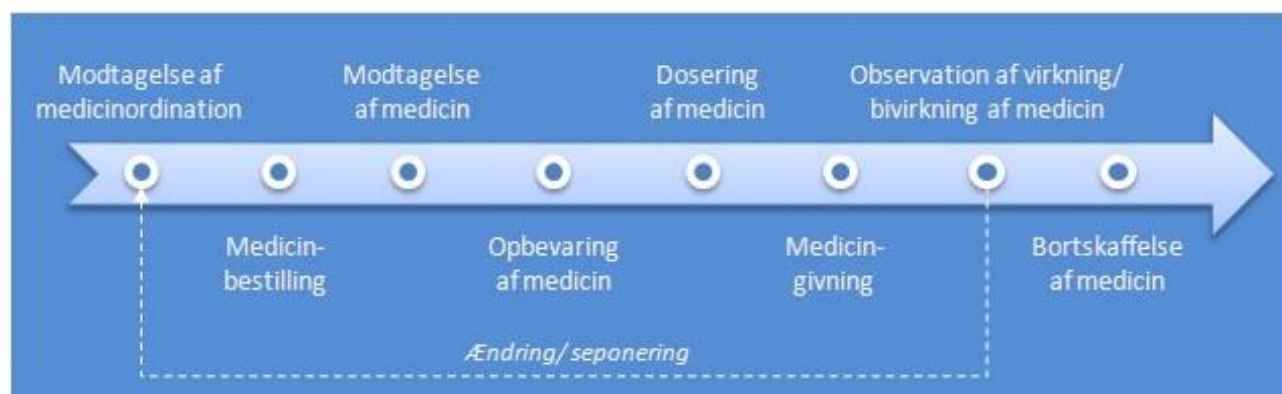 Modtagelse af
medicinordination
Modtagelse
af medicin
Dosering
af medicin
Observation af virkning/
bivirkning af medicin
Medicin-
bestilling
Opbevaring
af medicin
Medicin-
givning
Bortskaffelse
af medicin
Ændring/ seponering